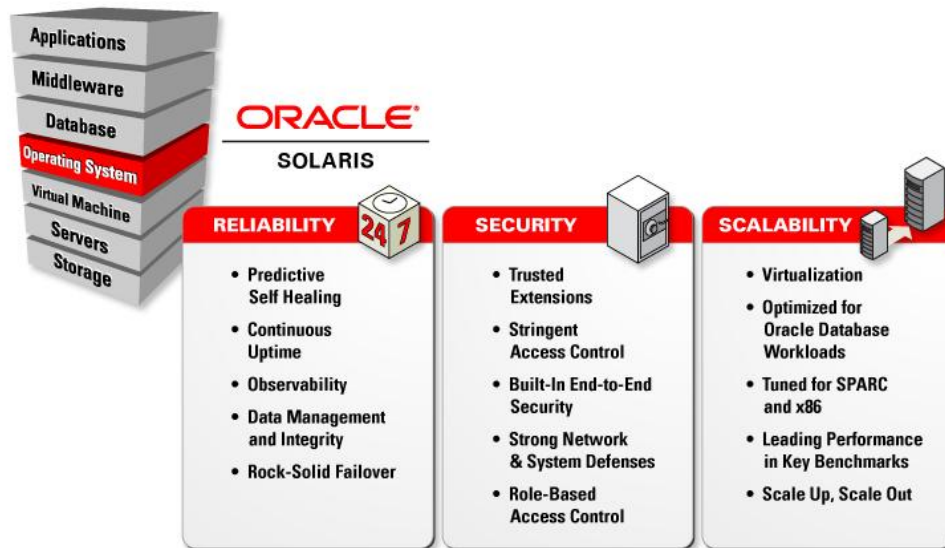 Applications
Middleware
Database
Operating System
Virtual Machine
Servers
Storage
ORACLE®
SOLARIS
RELIABILITY
24 7
• Predictive
Self Healing
• Continuous
Uptime
• Observability
• Data Management
and Integrity
• Rock-Solid Failover
SECURITY
• Trusted
Extensions
• Stringent
Access Control
• Built-In End-to-End
Security
• Strong Network
& System Defenses
• Role-Based
Access Control
SCALABILITY
• Virtualization
• Optimized for
Oracle Database
Workloads
• Tuned for SPARC
and x86
• Leading Performance
in Key Benchmarks
• Scale Up, Scale Out